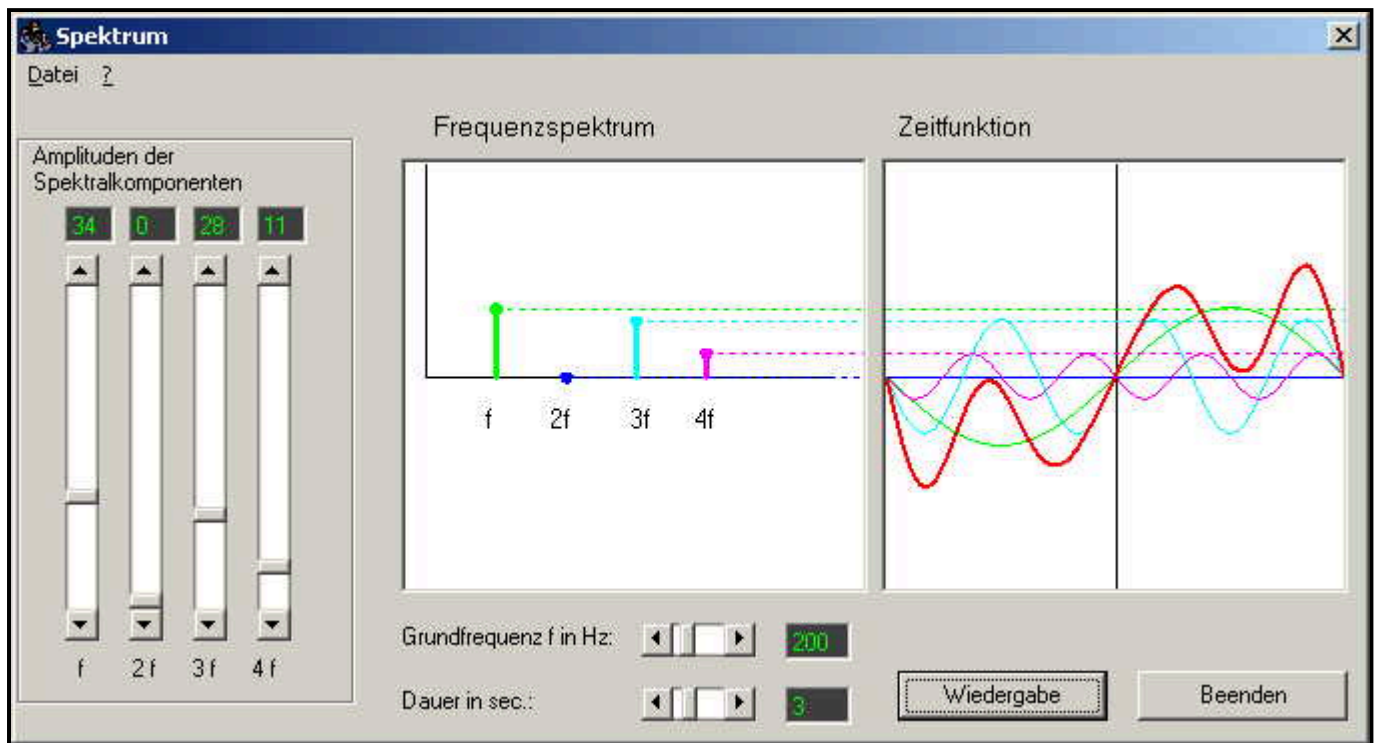 Spektrum
Datei ?
Amplituden der
Spektralkomponenten
34 0 28 11
f 2f 3f 4f
Frequenzspektrum
f 2f 3f 4f
Zeitfunktion
Grundfrequenz f in Hz: 200
Dauer in sec.: 3
Wiedergabe Beenden